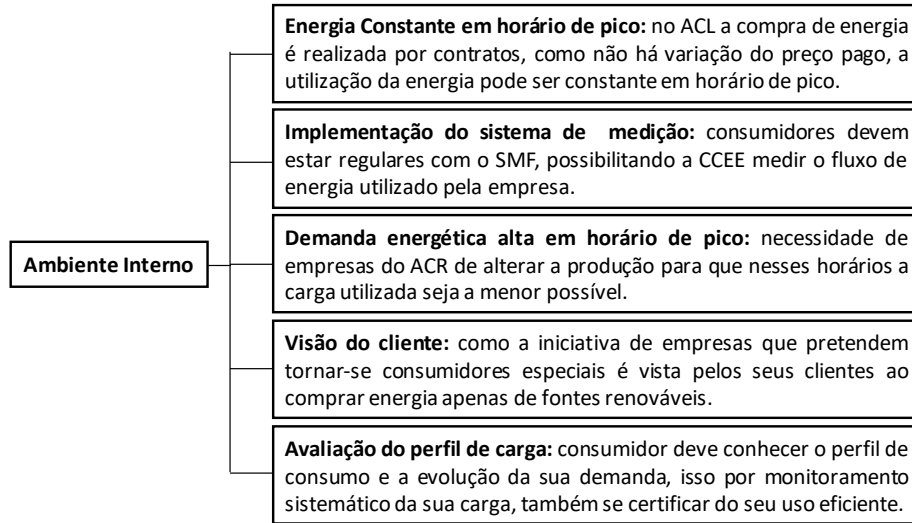 Energia Constante em horário de pico: no ACL a compra de energia
é realizada por contratos, como não há variação do preço pago, a
utilização da energia pode ser constante em horário de pico.
Implementação do sistema de medição: consumidores devem
estar regulares com o SMF, possibilitando a CCEE medir o fluxo de
energia utilizado pela empresa.
Ambiente Interno
Demanda energética alta em horário de pico: necessidade de
empresas do ACR de alterar a produção para que nesses horários a
carga utilizada seja a menor possível.
Visão do cliente: como a iniciativa de empresas que pretendem
tornar-se consumidores especiais é vista pelos seus clientes ao
comprar energia apenas de fontes renováveis.
Avaliação do perfil de carga: consumidor deve conhecer o perfil de
consumo e a evolução da sua demanda, isso por monitoramento
sistemático da sua carga, também se certificar do seu uso eficiente.